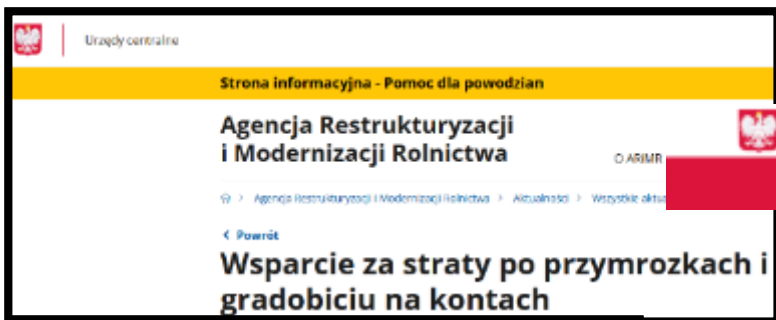 Urzędy centralne
Strona informacyjna - Pomoc dla powodzian
Agencja Restrukturyzacji
i Modernizacji Rolnictwa
O ARIMR
Agencja Restrukturyzacji i Modernizacji Rolnictwa > Aktualności > Wszystkie aktua
< Powrót
Wsparcie za straty po przymrozkach i
gradobiciu na kontach